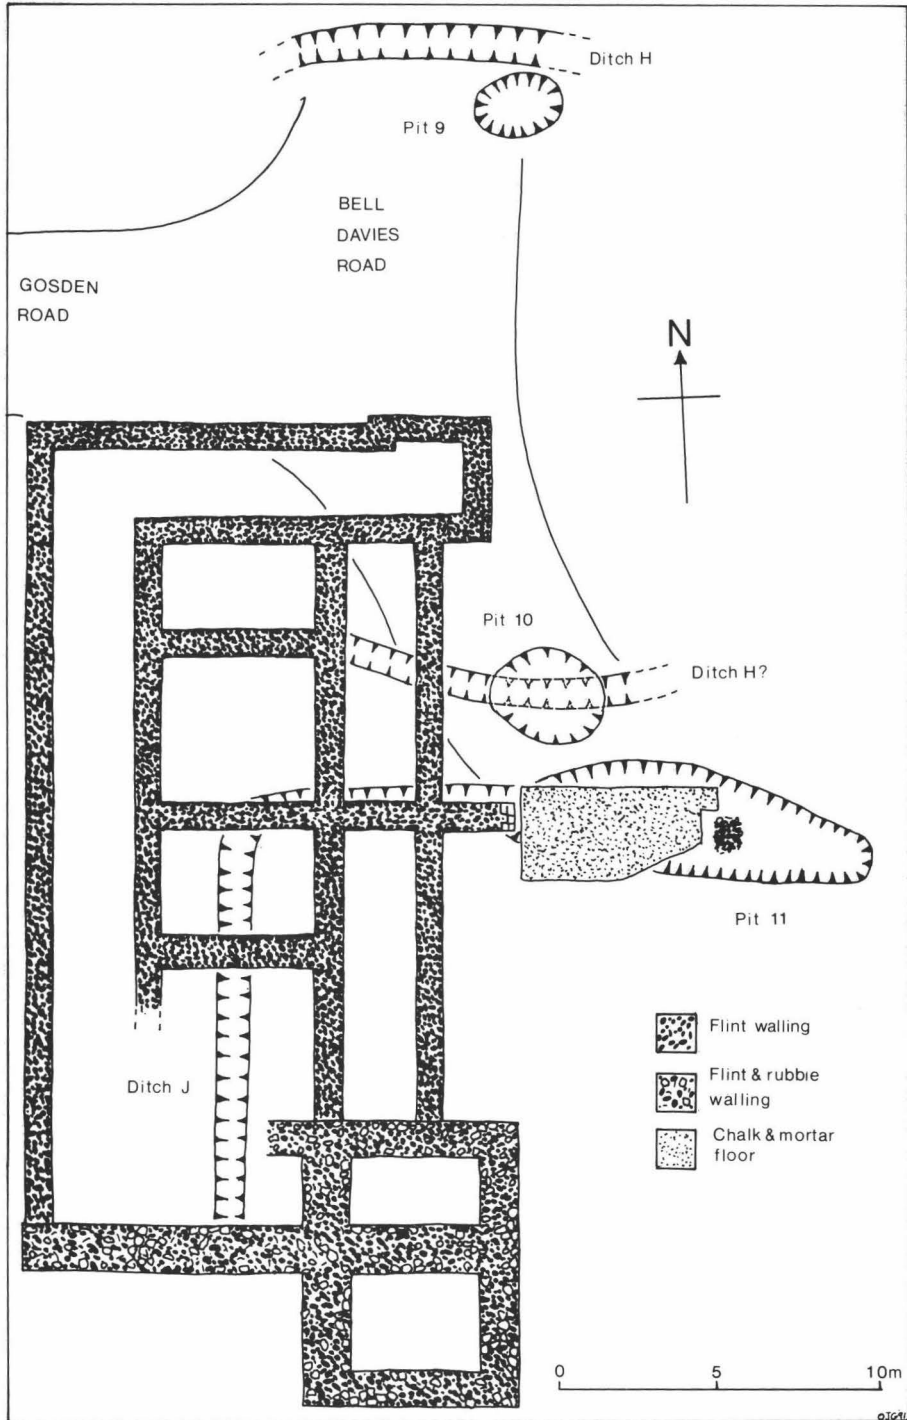 Ditch H
Pit 9
BELL
DAVIES
ROAD
GOSDEN
ROAD
N
Pit 10
Ditch H?
Pit 11
Flint walling
Flint & rubble
walling
Chalk & mortar
floor
Ditch J
0 5 10m